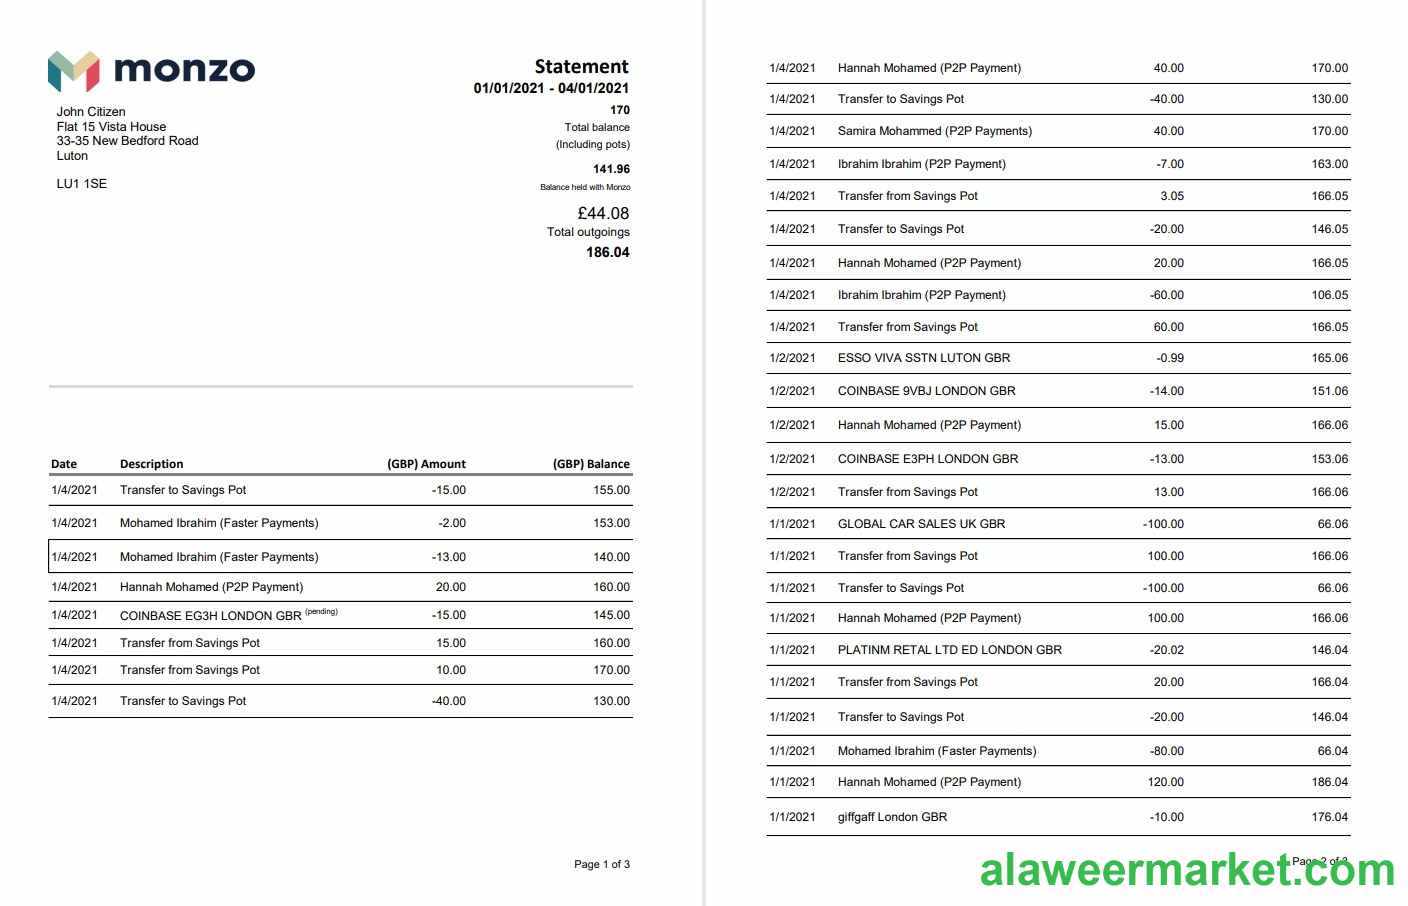 monzo
Statement
01/01/2021 - 04/01/2021
John Citizen
Flat 15 Vista House
33-35 New Bedford Road
Luton
LU1 1SE
170
Total balance
(Including pots)
141.96
Balance held with Monzo
£44.08
Total outgoings
186.04
Date Description (GBP) Amount (GBP) Balance
1/4/2021 Transfer to Savings Pot -15.00 155.00
1/4/2021 Mohamed Ibrahim (Faster Payments) -2.00 153.00
1/4/2021 Mohamed Ibrahim (Faster Payments) -13.00 140.00
1/4/2021 Hannah Mohamed (P2P Payment) 20.00 160.00
1/4/2021 COINBASE EG3H LONDON GBR (pending) -15.00 145.00
1/4/2021 Transfer from Savings Pot 15.00 160.00
1/4/2021 Transfer from Savings Pot 10.00 170.00
1/4/2021 Transfer to Savings Pot -40.00 130.00
Page 1 of 3
1/4/2021 Hannah Mohamed (P2P Payment) 40.00 170.00
1/4/2021 Transfer to Savings Pot -40.00 130.00
1/4/2021 Samira Mohammed (P2P Payments) 40.00 170.00
1/4/2021 Ibrahim Ibrahim (P2P Payment) -7.00 163.00
1/4/2021 Transfer from Savings Pot 3.05 166.05
1/4/2021 Transfer to Savings Pot -20.00 146.05
1/4/2021 Hannah Mohamed (P2P Payment) 20.00 166.05
1/4/2021 Ibrahim Ibrahim (P2P Payment) -60.00 106.05
1/4/2021 Transfer from Savings Pot 60.00 166.05
1/2/2021 ESSO VIVA SSTN LUTON GBR -0.99 165.06
1/2/2021 COINBASE 9VBJ LONDON GBR -14.00 151.06
1/2/2021 Hannah Mohamed (P2P Payment) 15.00 166.06
1/2/2021 COINBASE E3PH LONDON GBR -13.00 153.06
1/2/2021 Transfer from Savings Pot 13.00 166.06
1/1/2021 GLOBAL CAR SALES UK GBR -100.00 66.06
1/1/2021 Transfer from Savings Pot 100.00 166.06
1/1/2021 Transfer to Savings Pot -100.00 66.06
1/1/2021 Hannah Mohamed (P2P Payment) 100.00 166.06
1/1/2021 PLATINM RETAL LTD ED LONDON GBR -20.02 146.04
1/1/2021 Transfer from Savings Pot 20.00 166.04
1/1/2021 Transfer to Savings Pot -20.00 146.04
1/1/2021 Mohamed Ibrahim (Faster Payments) -80.00 66.04
1/1/2021 Hannah Mohamed (P2P Payment) 120.00 186.04
1/1/2021 giffgaff London GBR -10.00 176.04
Page 2 of 3
alaweermarket.com